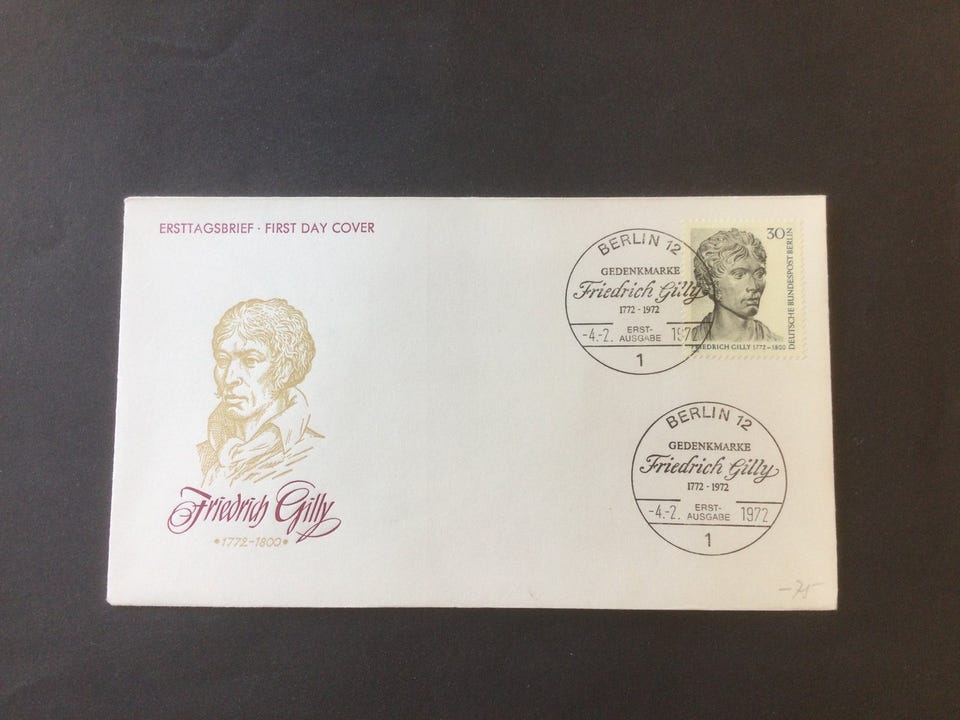 ERSTTAGSBRIEF · FIRST DAY COVER
BERLIN 12
GEDENKMARKE
Friedrich Gilly
1772 - 1972
-4.-2. ERST-AUSGABE 1972
1
30
DEUTSCHE BUNDESPOST BERLIN
FRIEDRICH GILLY 1772-1800
Friedrich Gilly
•1772-1800•
BERLIN 12
GEDENKMARKE
Friedrich Gilly
1772 - 1972
-4.-2. ERST-AUSGABE 1972
1
-75